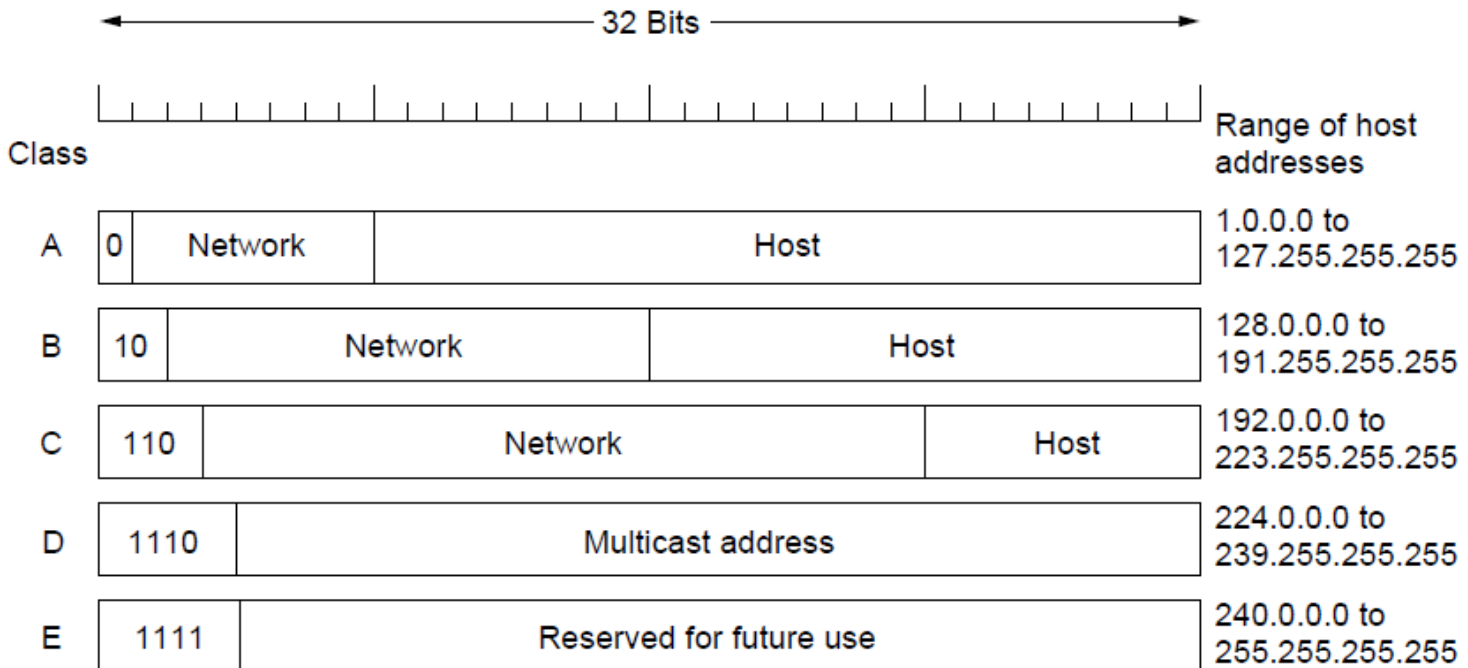 32 Bits
Class
Range of host
addresses
A
0
Network
Host
1.0.0.0 to
127.255.255.255
B
10
Network
Host
128.0.0.0 to
191.255.255.255
C
110
Network
Host
192.0.0.0 to
223.255.255.255
D
1110
Multicast address
224.0.0.0 to
239.255.255.255
E
1111
Reserved for future use
240.0.0.0 to
255.255.255.255